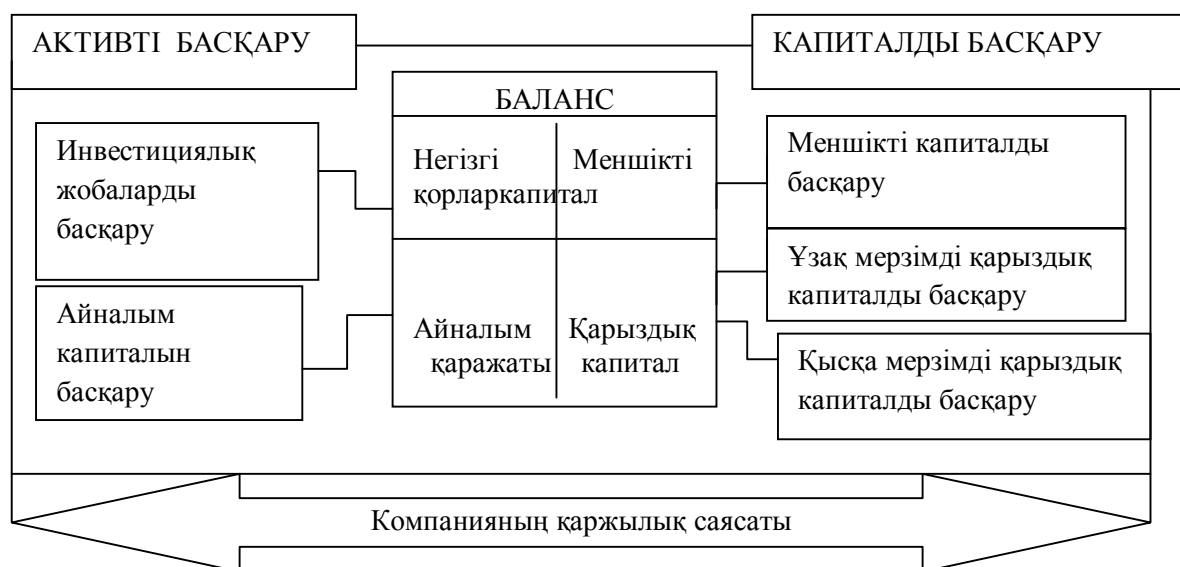 АКТИВТІ БАСҚАРУ
КАПИТАЛДЫ БАСҚАРУ
БАЛАНС
Инвестициялық
жобаларды
басқару
Негізгі Меншікті
қорларкапитал
Меншікті капиталды
басқару
Ұзақ мерзімді қарыздық
капиталды басқару
Айналым
капиталын
басқару
Айналым Қарыздық
қаражаты капитал
Қысқа мерзімді қарыздық
капиталды басқару
Компанияның қаржылық саясаты